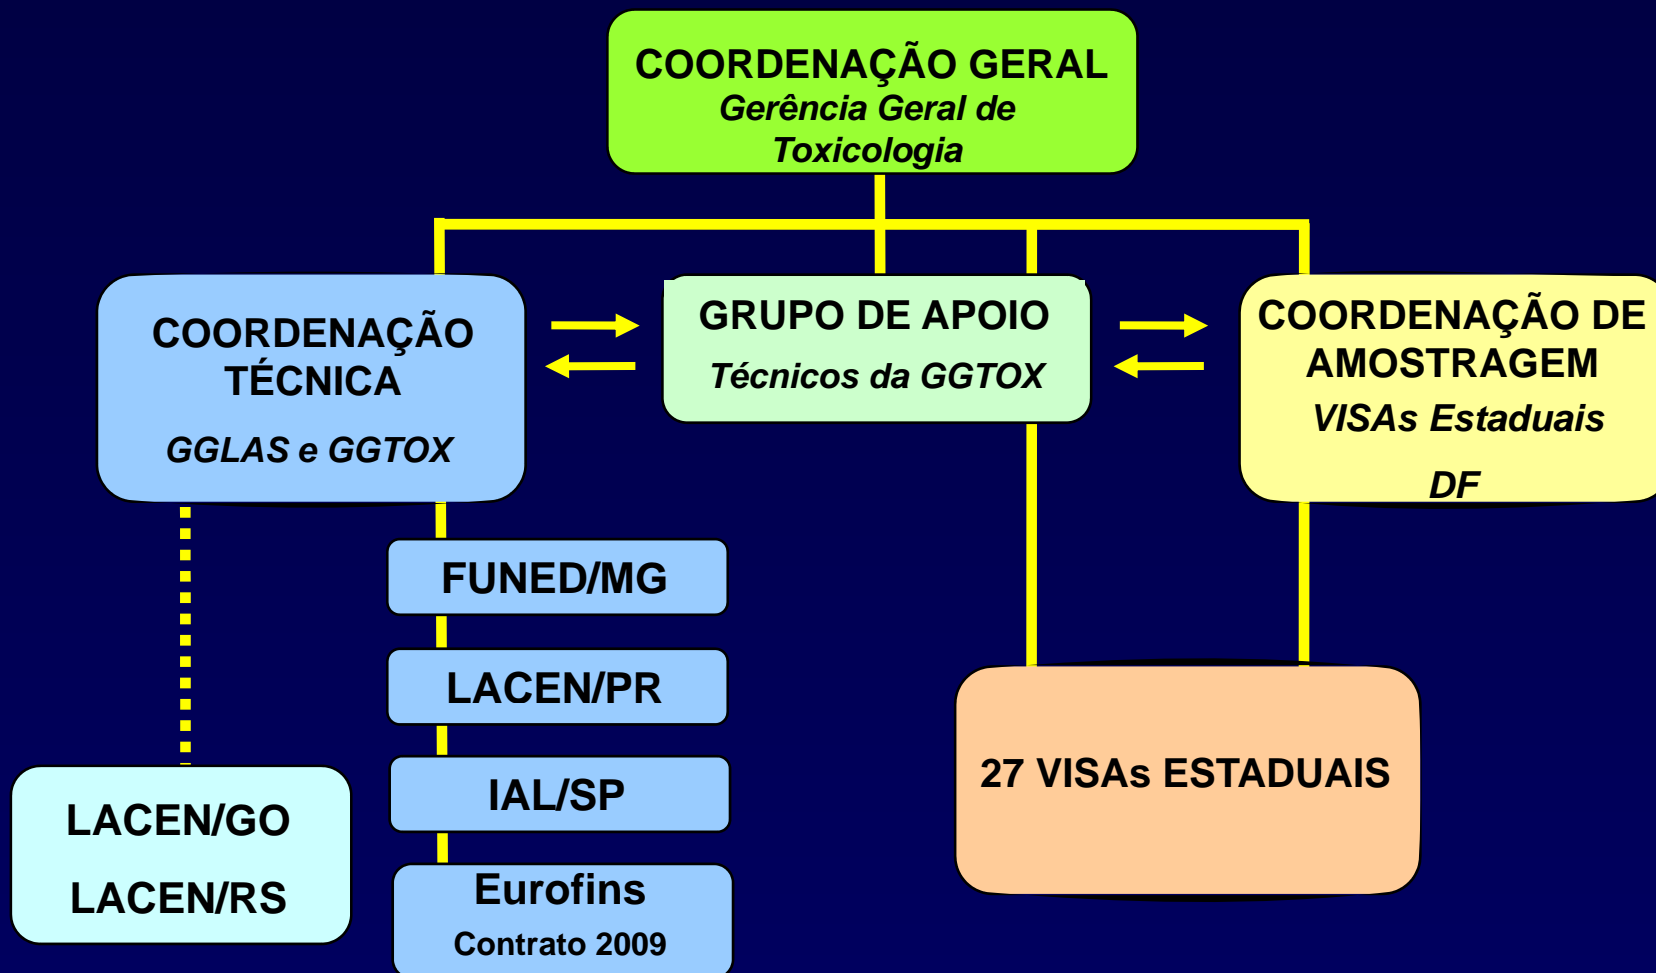 COORDENAÇÃO GERAL
Gerência Geral de
Toxicologia
COORDENAÇÃO
TÉCNICA
GGLAS e GGTOX
GRUPO DE APOIO
Técnicos da GGTOX
COORDENAÇÃO DE
AMOSTRAGEM
VISAs Estaduais
DF
FUNED/MG
LACEN/PR
IAL/SP
Eurofins
Contrato 2009
LACEN/GO
LACEN/RS
27 VISAs ESTADUAIS